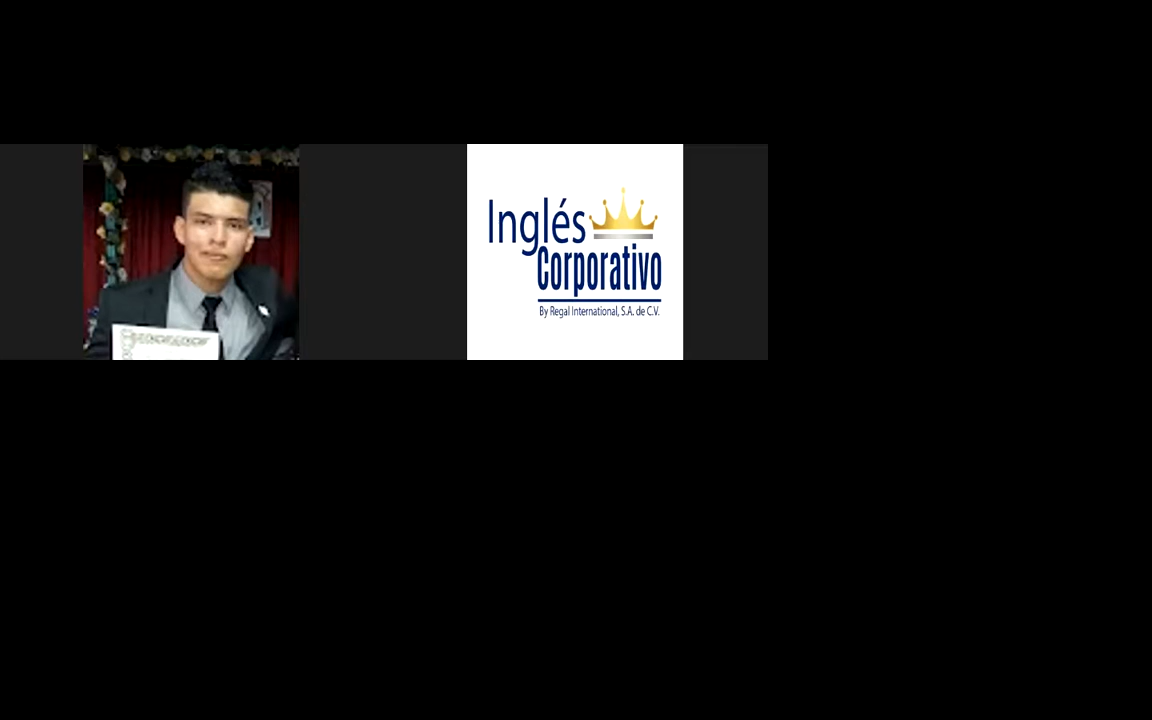 Inglés
Corporativo
By Regal International, S.A. de C.V.